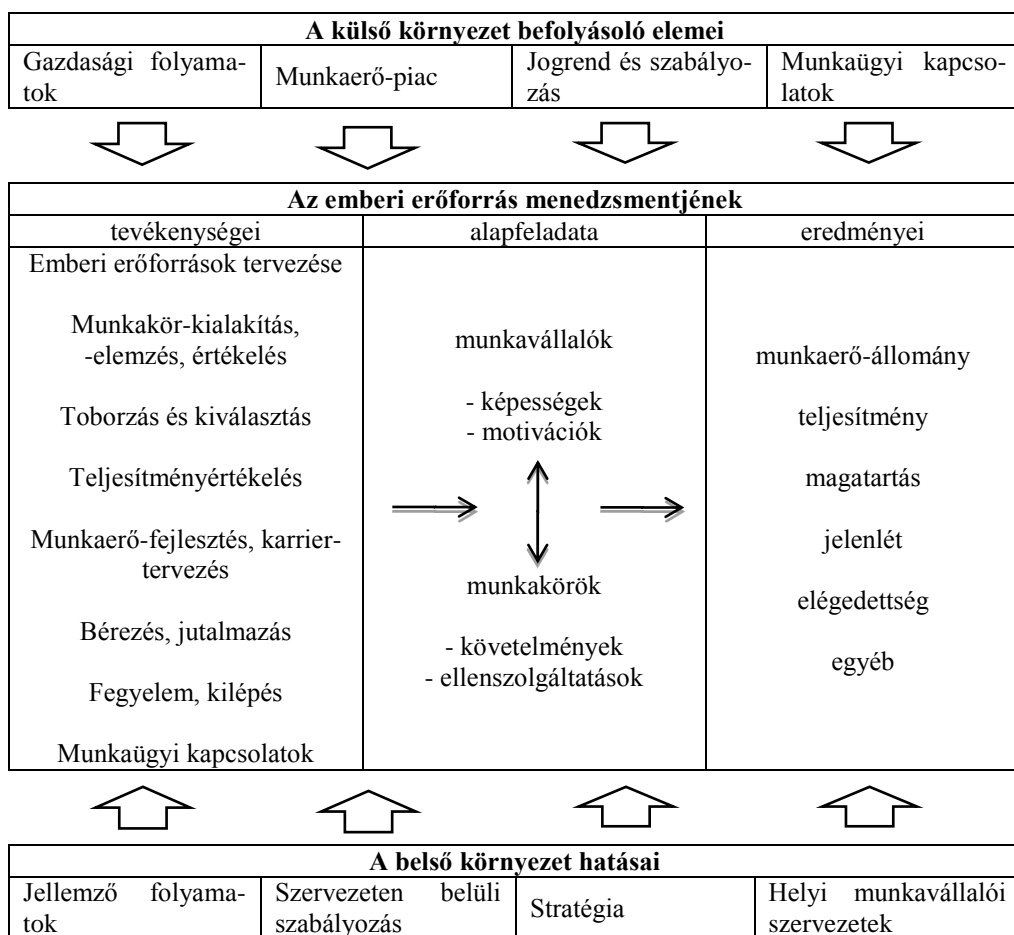 A külső környezet befolyásoló elemei
Gazdasági folyama-
tok
Munkaerő-piac
Jogrend és szabályo-
zás
Munkaügyi kapcso-
latok
Az emberi erőforrás menedzsmentjének
tevékenységei
alapfeladata
eredményei
Emberi erőforrások tervezése
Munkakör-kialakítás,
-elemzés, értékelés
Toborzás és kiválasztás
Teljesítményértékelés
Munkaerő-fejlesztés, karrier-
tervezés
Bérezés, jutalmazás
Fegyelem, kilépés
Munkaügyi kapcsolatok
munkavállalók
- képességek
- motivációk
munkakörök
- követelmények
- ellenszolgáltatások
munkaerő-állomány
teljesítmény
magatartás
jelenlét
elégedettség
egyéb
A belső környezet hatásai
Jellemző folyama-
tok
Szervezeten belüli
szabályozás
Stratégia
Helyi munkavállalói
szervezetek